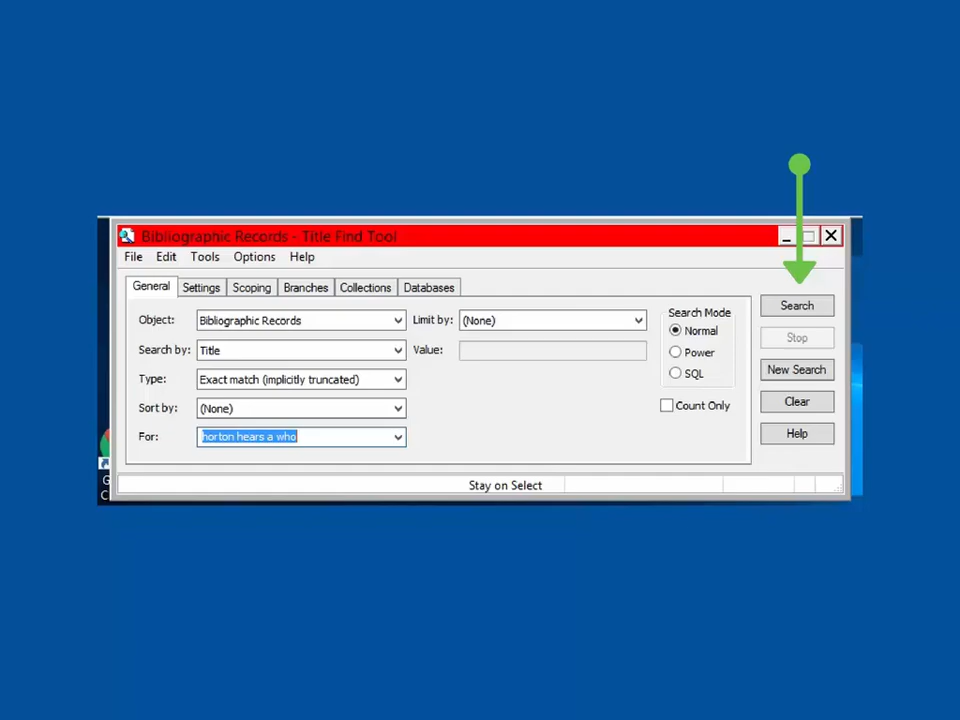 Bibliographic Records - Title Find Tool
File Edit Tools Options Help
General Settings Scoping Branches Collections Databases
Object: Bibliographic Records Limit by: (None)
Search by: Title Value:
Type: Exact match (implicitly truncated)
Sort by: (None)
For: horton hears a who
Search Mode
Normal
Power
SQL
Count Only
Search
Stop
New Search
Clear
Help
Stay on Select
G
C